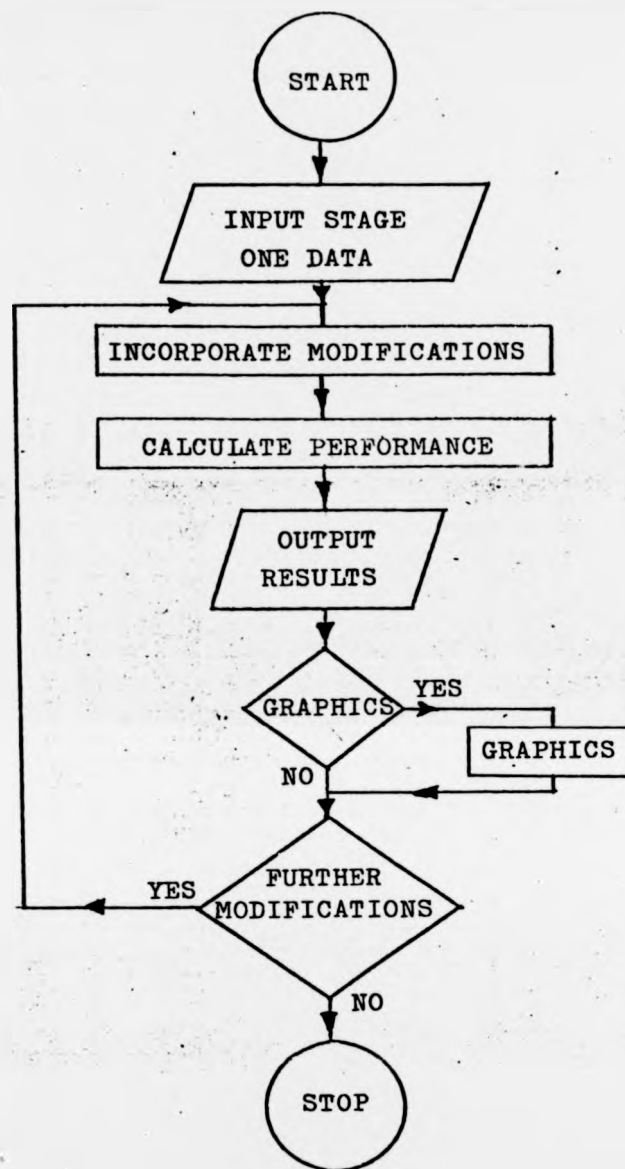 START
INPUT STAGE
ONE DATA
INCORPORATE MODIFICATIONS
CALCULATE PERFORMANCE
OUTPUT
RESULTS
GRAPHICS
YES
GRAPHICS
NO
FURTHER
MODIFICATIONS
YES
NO
STOP